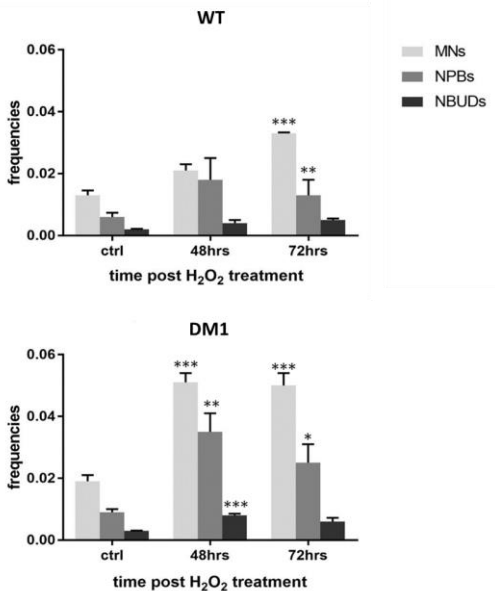 WT
MNs
NPBs
NBUDs
frequencies
0.06
0.04
0.02
0.00
***
**
ctrl
48hrs
72hrs
time post H₂O₂ treatment
DM1
frequencies
0.06
0.04
0.02
0.00
***
**
***
***
*
ctrl
48hrs
72hrs
time post H₂O₂ treatment